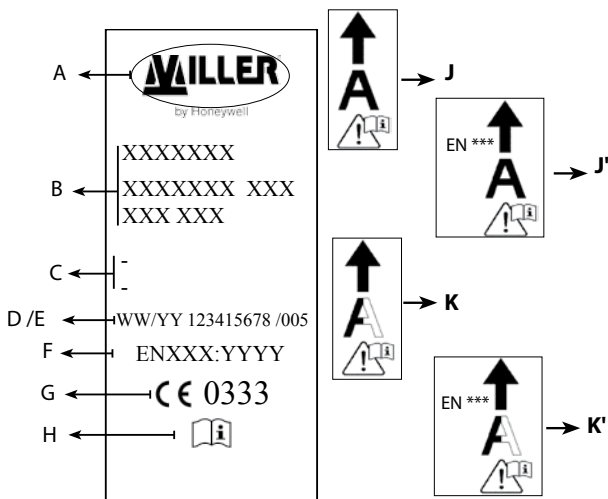 A
MILLER
by Honeywell
B
XXXXXXX
XXXXXXX XXX
XXX XXX
C
-
-
D /E
WW/YY 123415678 /005
F
ENXXX:YYYY
G
CE 0333
H
i
A
i
J
EN ***
A
i
J'
A
i
K
EN ***
A
i
K'